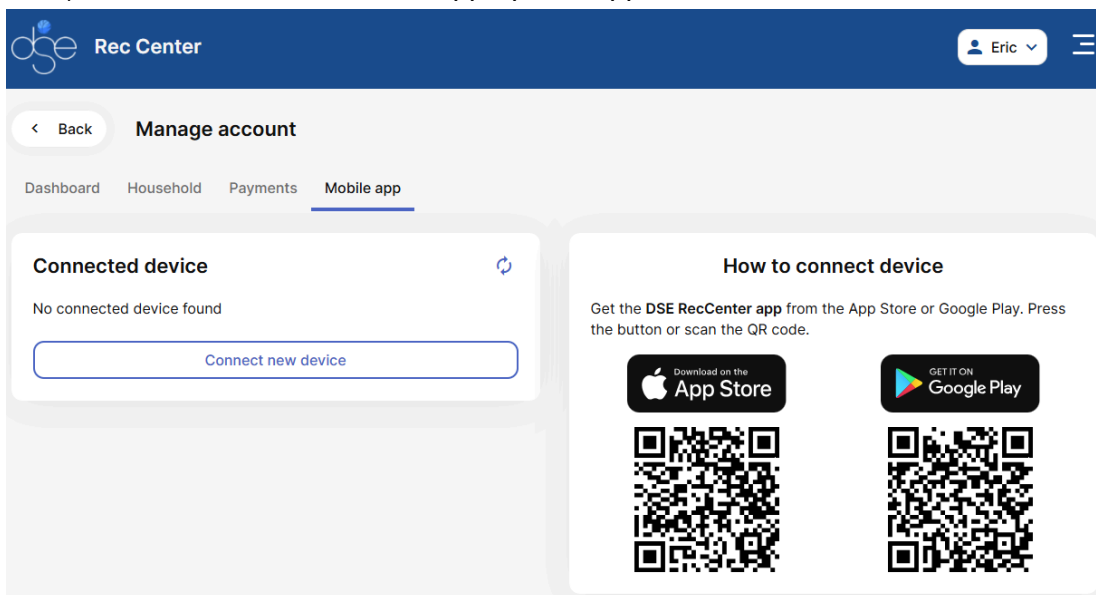 dse Rec Center
Eric
Back
Manage account
Dashboard Household Payments Mobile app
Connected device
No connected device found
Connect new device
How to connect device
Get the DSE RecCenter app from the App Store or Google Play. Press
the button or scan the QR code.
Download on the
App Store
GET IT ON
Google Play